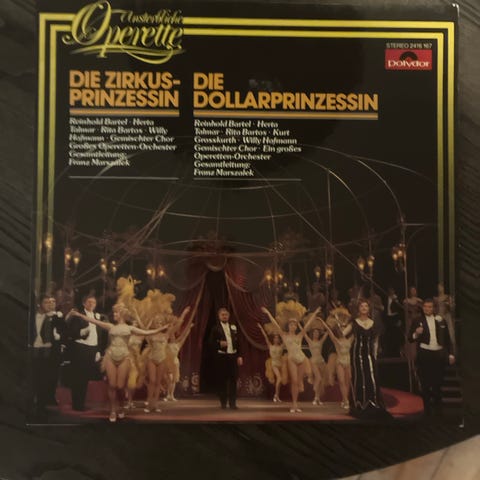 Unsterbliche
Operette
STEREO 2416 167
Polydor
DIE ZIRKUS-
PRINZESSIN
Reinhold Bartel · Herta
Talmar · Rita Bartos · Willy
Hofmann · Gemischter Chor
Großes Operetten-Orchester
Gesamtleitung:
Franz Marszalek
DIE
DOLLARPRINZESSIN
Reinhold Bartel · Herta
Talmar · Rita Bartos · Kurt
Grosskurth · Willy Hofmann
Gemischter Chor · Ein großes
Operetten-Orchester
Gesamtleitung:
Franz Marszalek